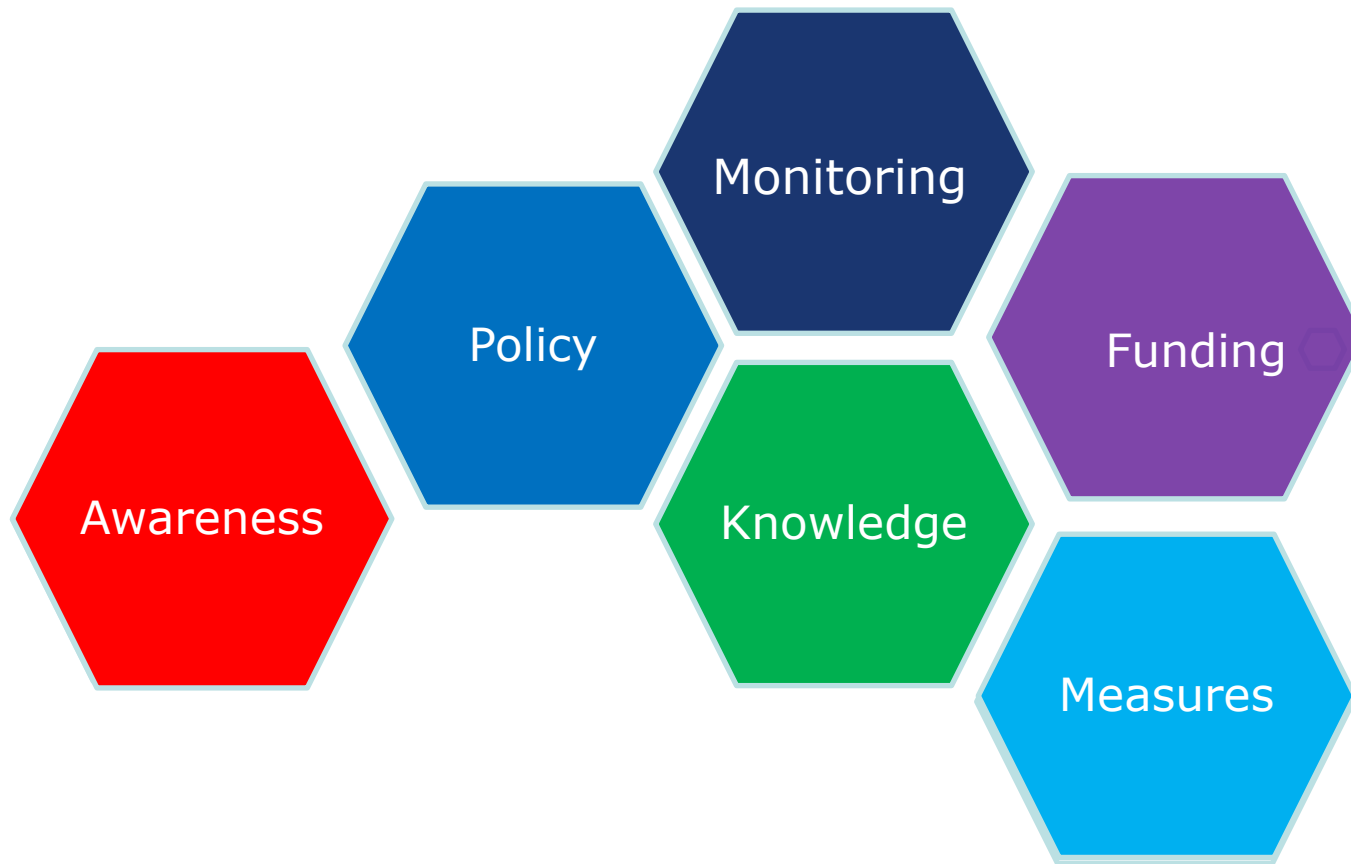 Monitoring
Policy
Funding
Awareness
Knowledge
Measures